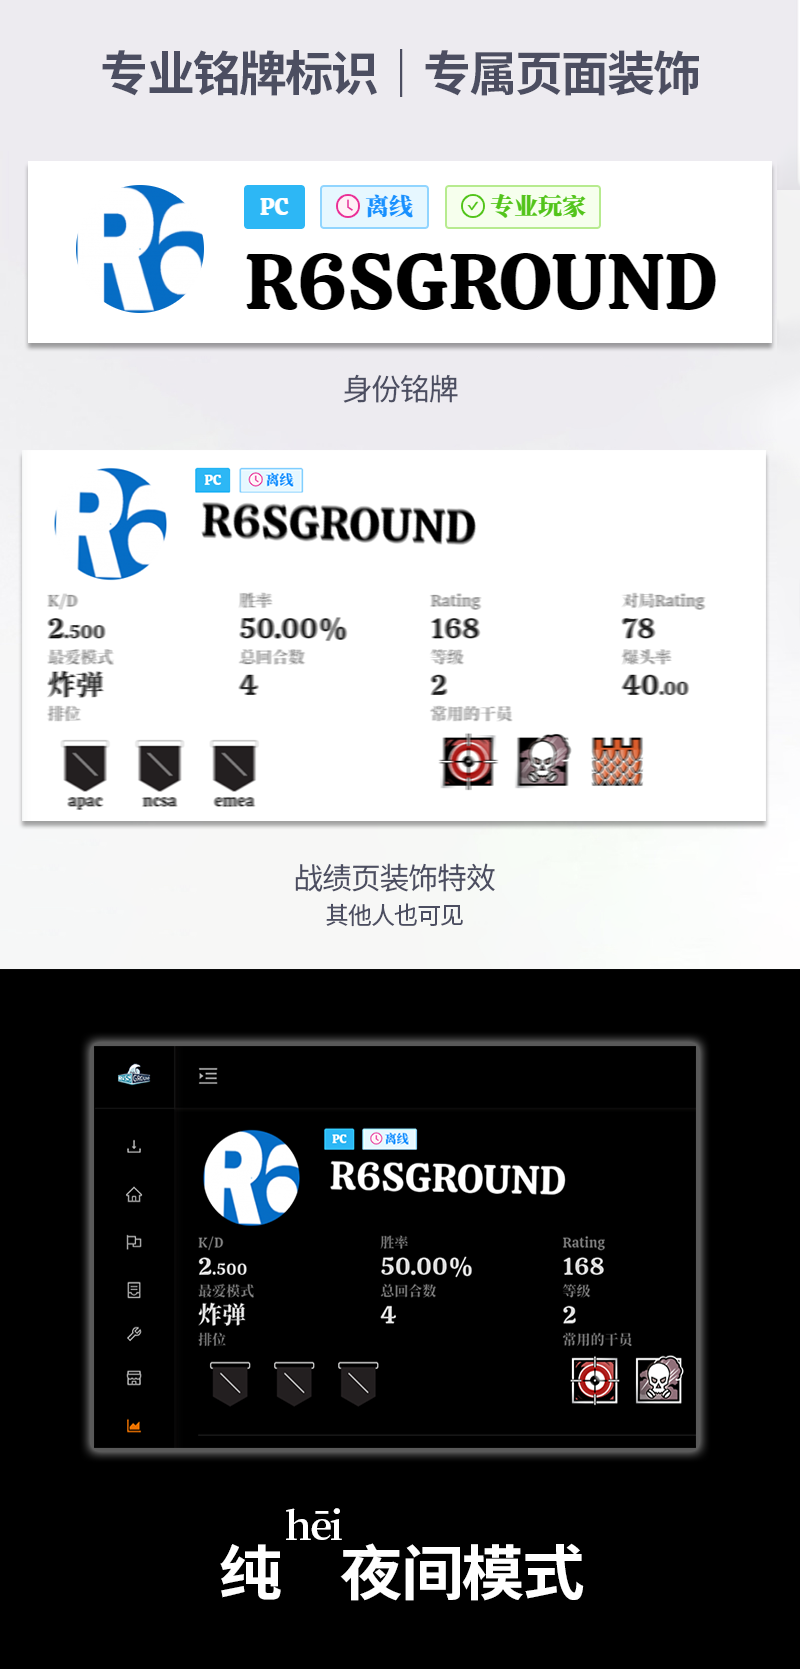 专业铭牌标识｜专属页面装饰
R6
PC 离线 专业玩家
R6SGROUND
身份铭牌
R6
PC 离线
R6SGROUND
K/D 胜率 Rating 对局Rating
2.500 50.00% 168 78
最爱模式 总回合数 等级 爆头率
炸弹 4 2 40.00
排位 常用的干员
apac ncsa emea
战绩页装饰特效
其他人也可见
R6
PC 离线
R6SGROUND
K/D 胜率 Rating
2.500 50.00% 168
最爱模式 总回合数 等级
炸弹 4 2
排位 常用的干员
hēi
纯 夜间模式